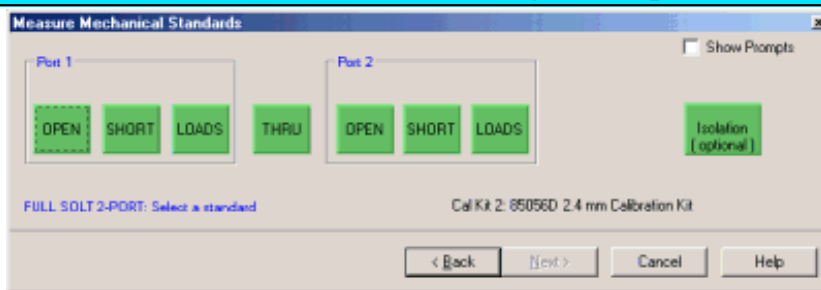 Measure Mechanical Standards
Show Prompts
Port 1
Port 2
OPEN SHORT LOADS THRU OPEN SHORT LOADS
Isolation
(optional)
FULL SOLT 2-PORT: Select a standard
Cal Kit 2: 85056D 2.4 mm Calibration Kit
< Back Next > Cancel Help